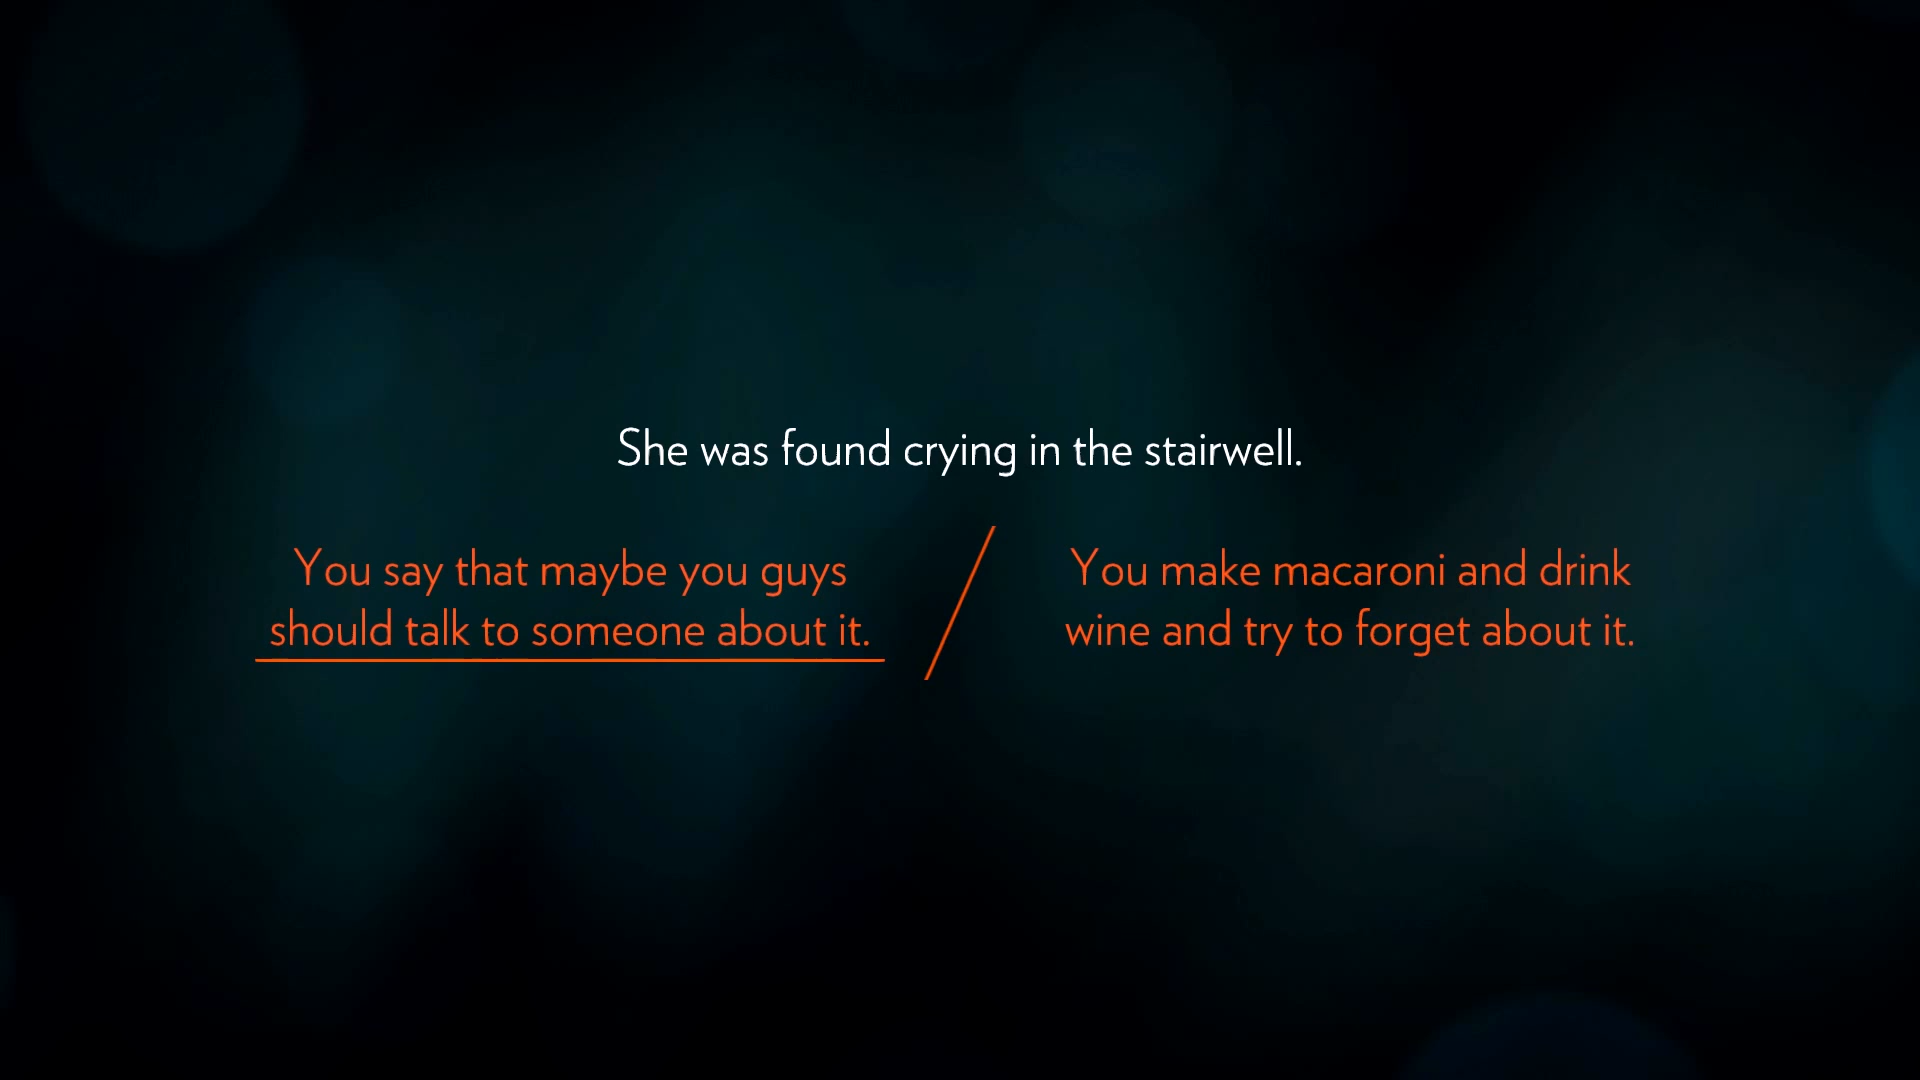 She was found crying in the stairwell.
You say that maybe you guys
should talk to someone about it.
You make macaroni and drink
wine and try to forget about it.